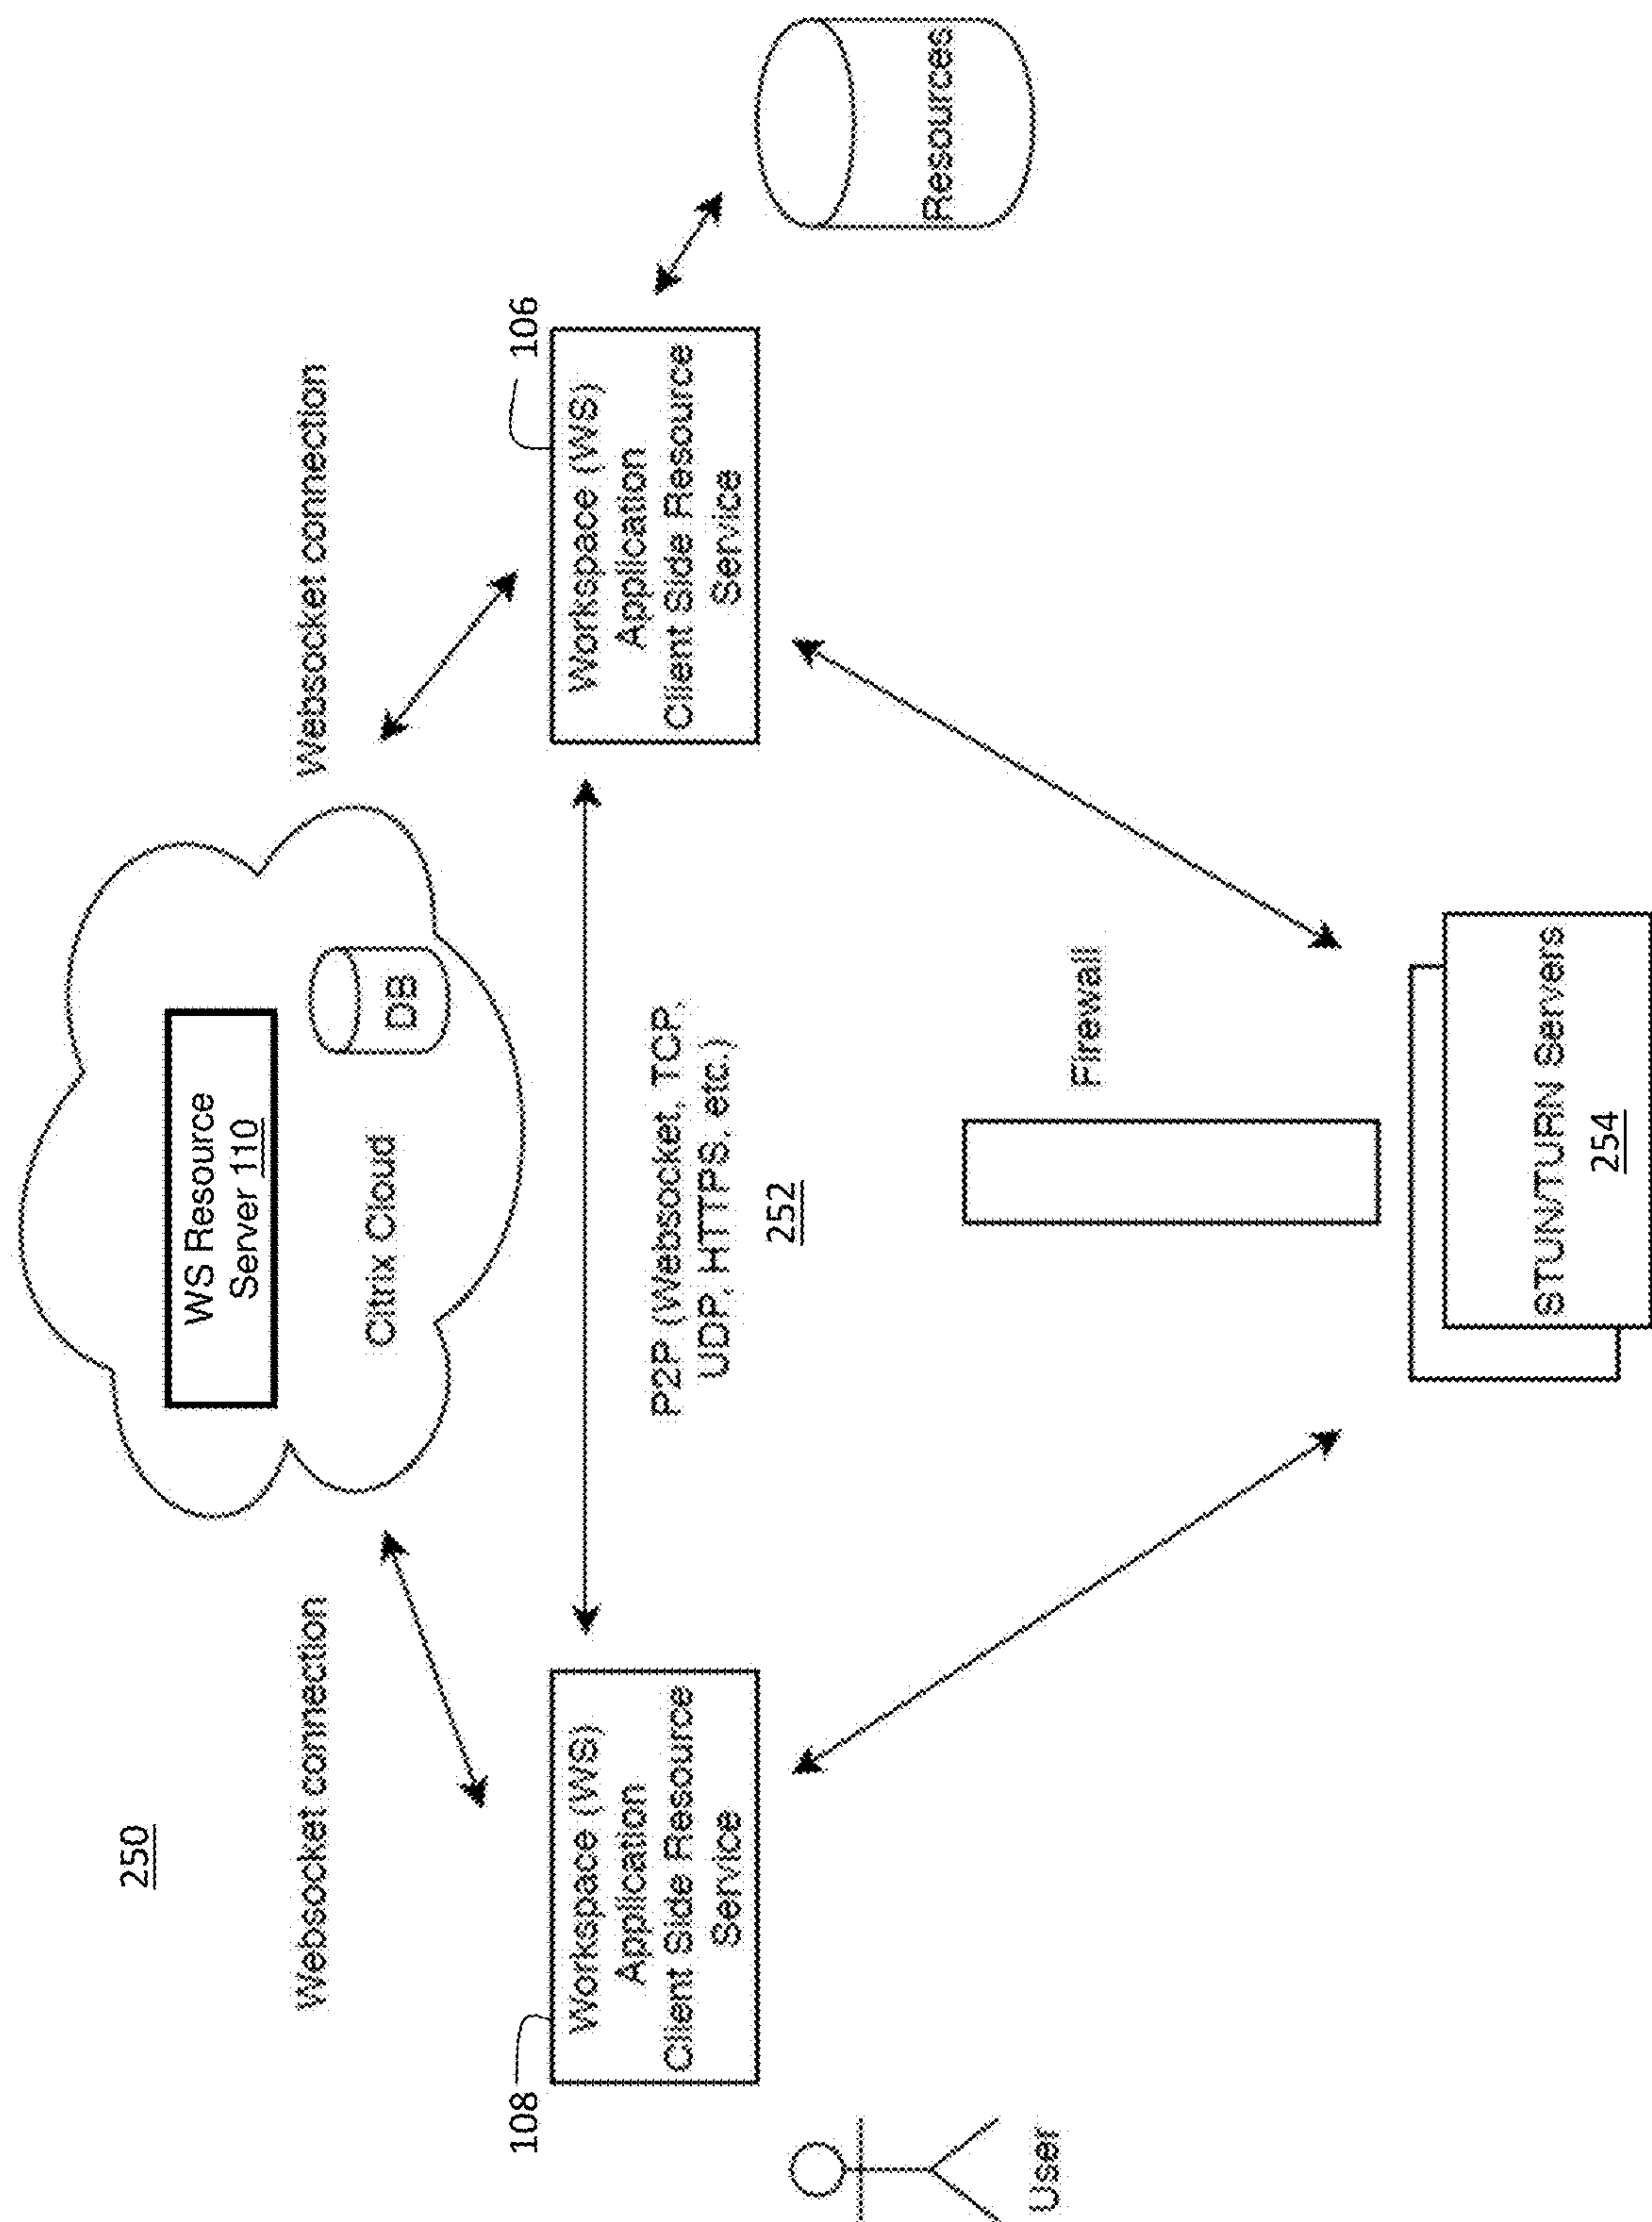 250
Websocket connection
Websocket connection
WS Resource
Server 110
Citrix Cloud
DB
108
Workspace (WS)
Application
Client Side Resource
Service
P2P (Websocket, TCP,
UDP, HTTPS, etc.)
252
106
Workspace (WS)
Application
Client Side Resource
Service
Resources
User
Firewall
STUN/TURN Servers
254